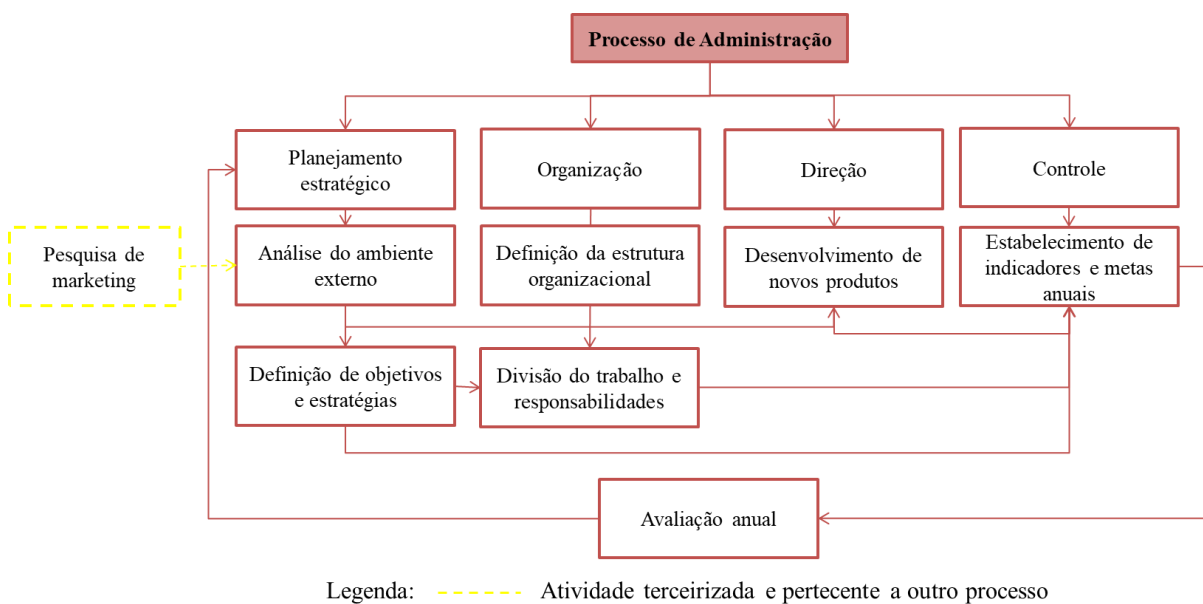 Processo de Administração
Planejamento
estratégico
Organização
Direção
Controle
Pesquisa de
marketing
Análise do ambiente
externo
Definição da estrutura
organizacional
Desenvolvimento de
novos produtos
Estabelecimento de
indicadores e metas
anuais
Definição de objetivos
e estratégias
Divisão do trabalho e
responsabilidades
Avaliação anual
Legenda:
Atividade terceirizada e pertecente a outro processo